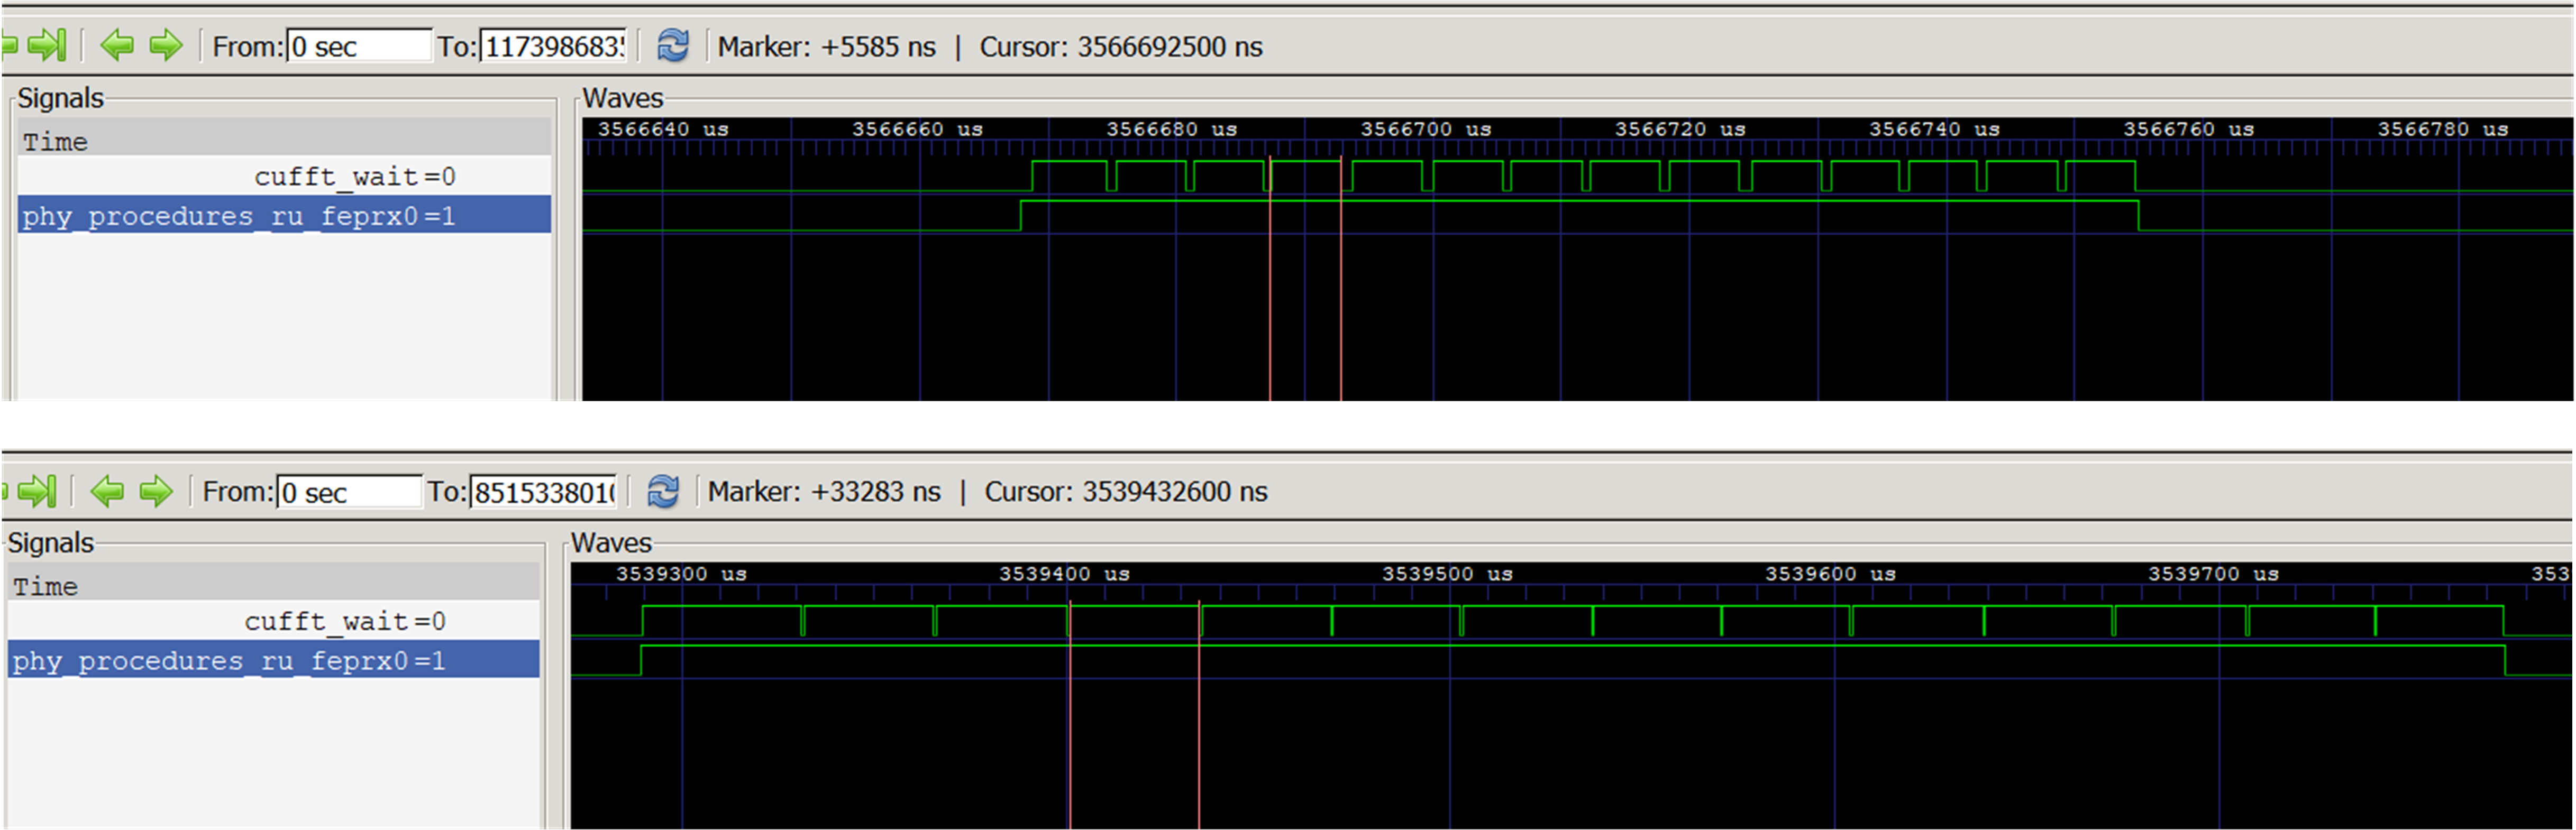 From: 0 sec To: 117398683 Marker: +5585 ns | Cursor: 3566692500 ns
Signals Waves
Time 3566640 us 3566660 us 3566680 us 3566700 us 3566720 us 3566740 us 3566760 us 3566780 us
cufft_wait=0
phy_procedures_ru_feprx0=1
From: 0 sec To: 8515338010 Marker: +33283 ns | Cursor: 3539432600 ns
Signals Waves
Time 3539300 us 3539400 us 3539500 us 3539600 us 3539700 us 353
cufft_wait=0
phy_procedures_ru_feprx0=1